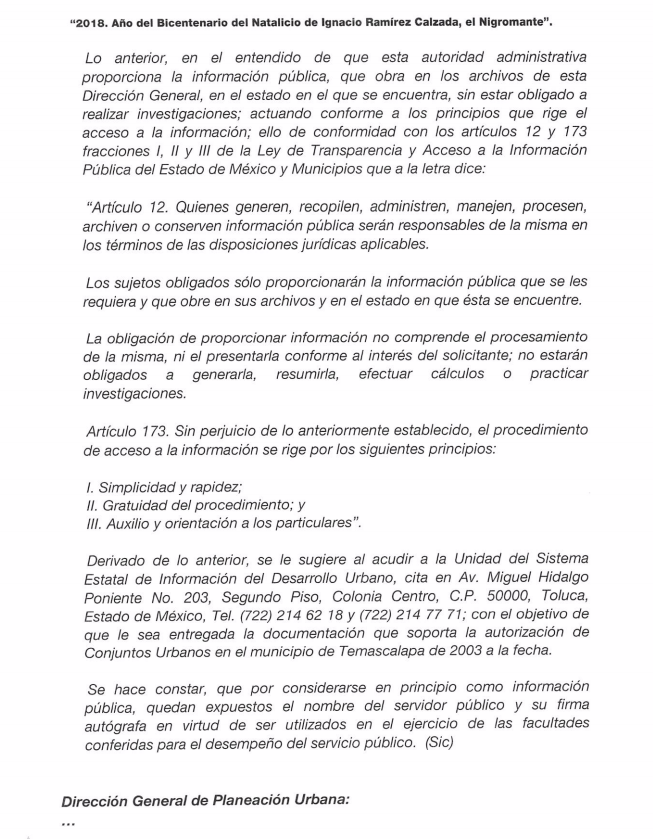 “2018. Año del Bicentenario del Natalicio de Ignacio Ramírez Calzada, el Nigromante”.
Lo anterior, en el entendido de que esta autoridad administrativa
proporciona la información pública, que obra en los archivos de esta
Dirección General, en el estado en el que se encuentra, sin estar obligado a
realizar investigaciones; actuando conforme a los principios que rige el
acceso a la información; ello de conformidad con los artículos 12 y 173
fracciones I, II y III de la Ley de Transparencia y Acceso a la Información
Pública del Estado de México y Municipios que a la letra dice:
“Artículo 12. Quienes generen, recopilen, administren, manejen, procesen,
archiven o conserven información pública serán responsables de la misma en
los términos de las disposiciones jurídicas aplicables.
Los sujetos obligados sólo proporcionarán la información pública que se les
requiera y que obre en sus archivos y en el estado en que ésta se encuentre.
La obligación de proporcionar información no comprende el procesamiento
de la misma, ni el presentarla conforme al interés del solicitante; no estarán
obligados a generarla, resumirla, efectuar cálculos o practicar
investigaciones.
Artículo 173. Sin perjuicio de lo anteriormente establecido, el procedimiento
de acceso a la información se rige por los siguientes principios:
I. Simplicidad y rapidez;
II. Gratuidad del procedimiento; y
III. Auxilio y orientación a los particulares”.
Derivado de lo anterior, se le sugiere al acudir a la Unidad del Sistema
Estatal de Información del Desarrollo Urbano, cita en Av. Miguel Hidalgo
Poniente No. 203, Segundo Piso, Colonia Centro, C.P. 50000, Toluca,
Estado de México, Tel. (722) 214 62 18 y (722) 214 77 71; con el objetivo de
que le sea entregada la documentación que soporta la autorización de
Conjuntos Urbanos en el municipio de Temascalapa de 2003 a la fecha.
Se hace constar, que por considerarse en principio como información
pública, quedan expuestos el nombre del servidor público y su firma
autógrafa en virtud de ser utilizados en el ejercicio de las facultades
conferidas para el desempeño del servicio público. (Sic)
Dirección General de Planeación Urbana:
...